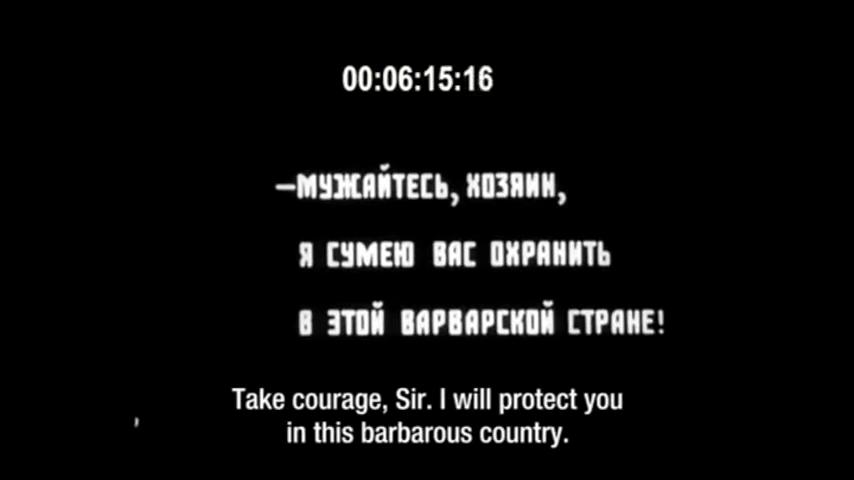 00:06:15:16
—МУЖАЙТЕСЬ, ХОЗЯИН,
Я СУМЕЮ ВАС ОХРАНИТЬ
В ЭТОЙ ВАРВАРСКОЙ СТРАНЕ!
Take courage, Sir. I will protect you
in this barbarous country.